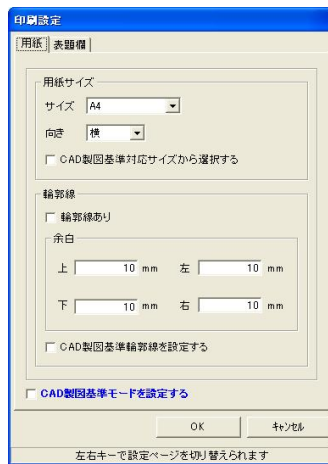 印刷設定
用紙 表題欄
用紙サイズ
サイズ A4
向き 横
CAD製図基準対応サイズから選択する
輪郭線
輪郭線あり
余白
上 10 mm 左 10 mm
下 10 mm 右 10 mm
CAD製図基準輪郭線を設定する
CAD製図基準モードを設定する
OK キャンセル
左右キーで設定ページを切り替えられます